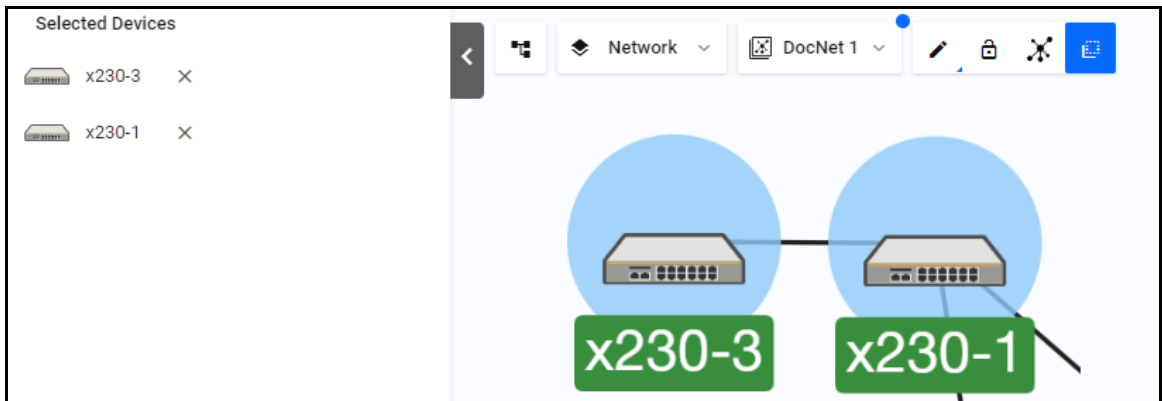 Selected Devices
x230-3
x230-1
Network
DocNet 1
x230-3
x230-1